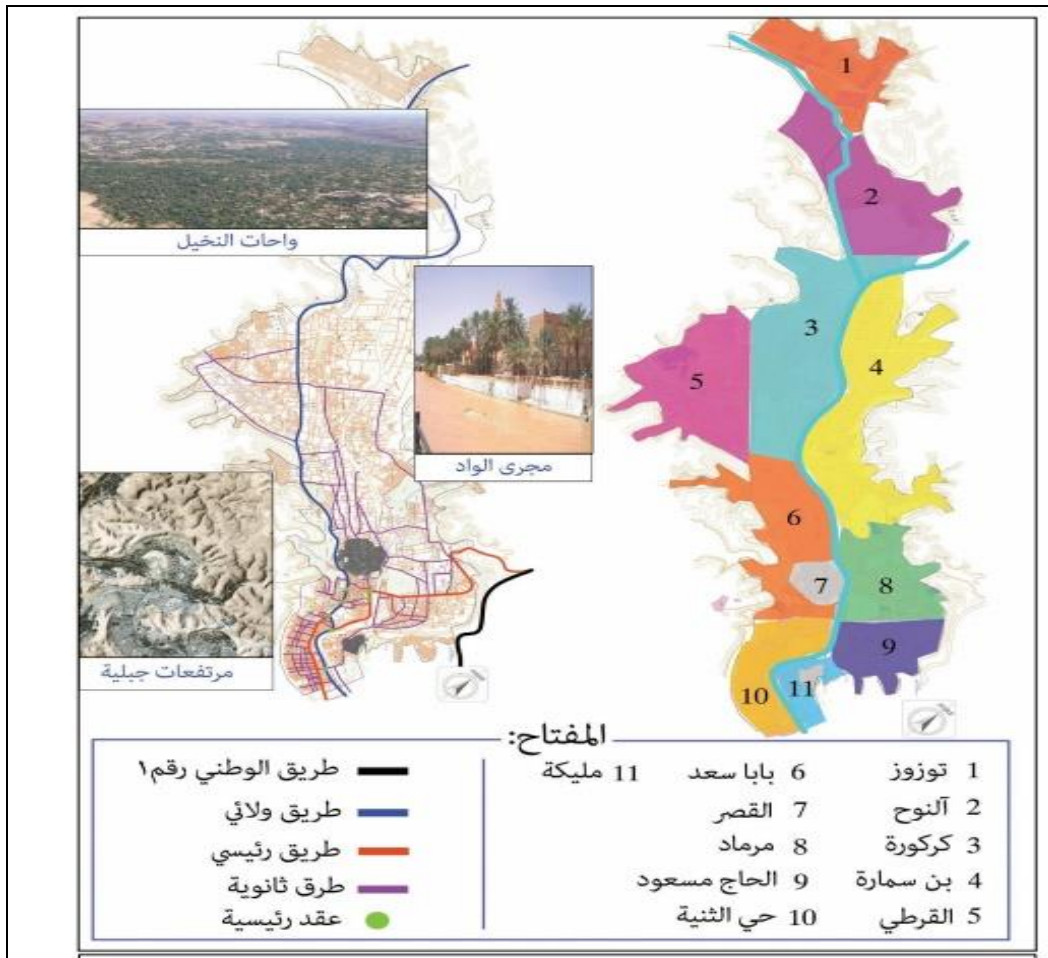 1
2
واحات النخيل
3
4
5
مجرى الواد
6
7
8
مرتفعات جبلية
9
10
11
المفتاح:
1 توزوز
2 آلنوح
3 كركورة
4 بن سمارة
5 القرطي
6 بابا سعد
7 القصر
8 مرماد
9 الحاج مسعود
10 حي الثنية
11 مليكة
طريق الوطني رقم١
طريق ولائي
طريق رئيسي
طرق ثانوية
عقد رئيسية